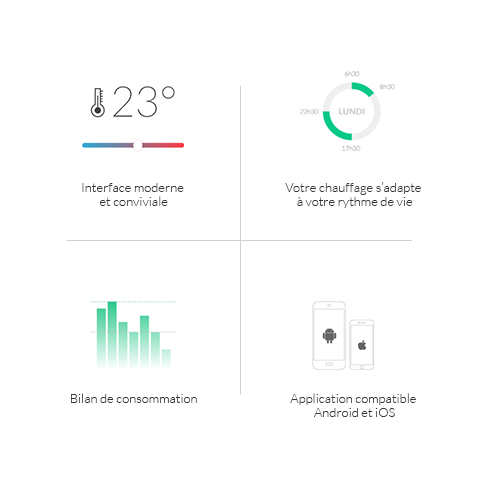 23°
Interface moderne
et conviviale
6h30
8h30
22h30
LUNDI
17h30
Votre chauffage s'adapte
à votre rythme de vie
Bilan de consommation
Application compatible
Android et iOS